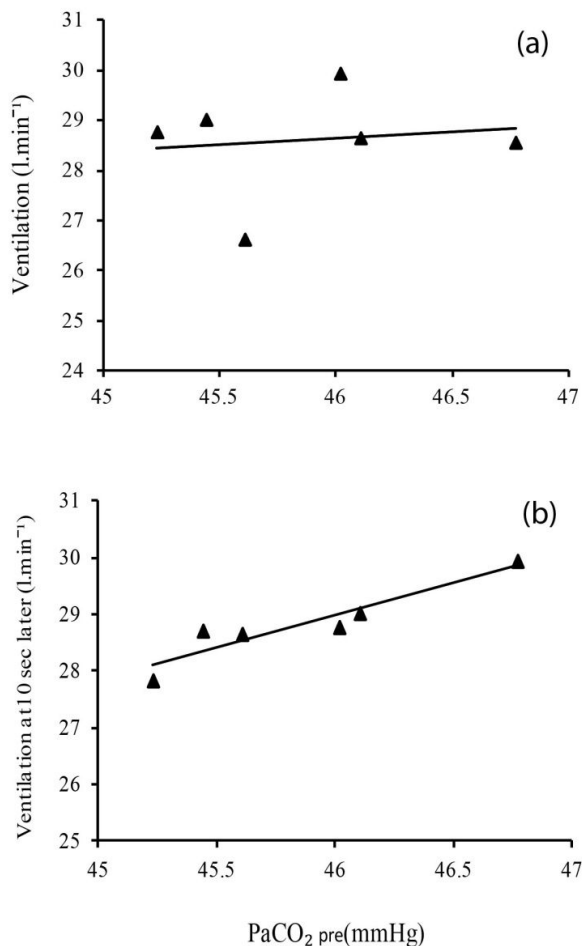 (a)
Ventilation (l.min⁻¹)
31
30
29
28
27
26
25
24
45 45.5 46 46.5 47
(b)
Ventilation at 10 sec later (l.min⁻¹)
31
30
29
28
27
26
25
45 45.5 46 46.5 47
PaCO₂ pre(mmHg)